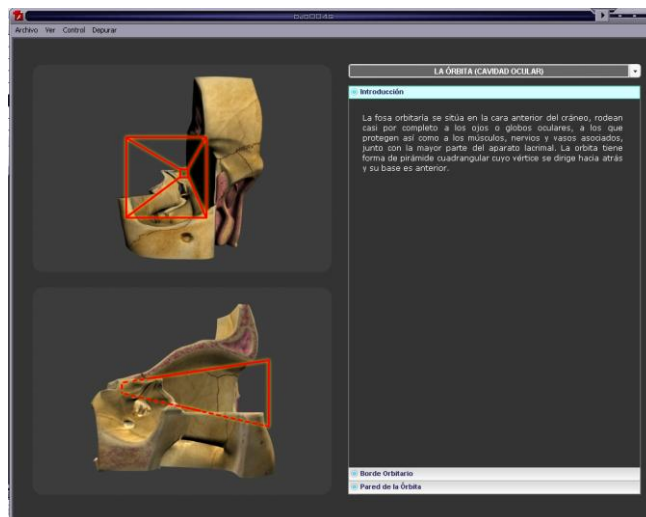 Archivo Ver Control Depurar
LA ÓRBITA (CAVIDAD OCULAR)
Introducción
La fosa orbitaria se sitúa en la cara anterior del cráneo, rodean
casi por completo a los ojos o globos oculares, a los que
protegen así como a los músculos, nervios y vasos asociados,
junto con la mayor parte del aparato lacrimal. La orbita tiene
forma de pirámide cuadrangular cuyo vértice se dirige hacia atrás
y su base es anterior.
Borde Orbitario
Pared de la Órbita